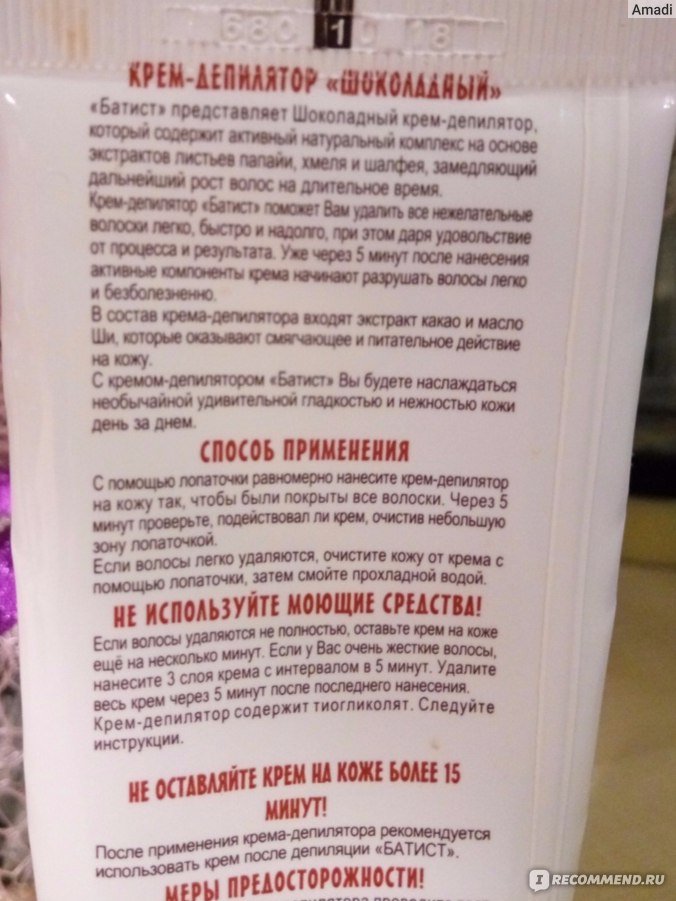 Amadi
680 1 18
КРЕМ-ДЕПИЛЯТОР «ШОКОЛАДНЫЙ»
«Батист» представляет Шоколадный крем-депилятор,
который содержит активный натуральный комплекс на основе
экстрактов листьев папайи, хмеля и шалфея, замедляющий
дальнейший рост волос на длительное время.
Крем-депилятор «Батист» поможет Вам удалить все нежелательные
волоски легко, быстро и надолго, при этом даря удовольствие
от процесса и результата. Уже через 5 минут после нанесения
активные компоненты крема начинают разрушать волосы легко
и безболезненно.
В состав крема-депилятора входят экстракт какао и масло
Ши, которые оказывают смягчающее и питательное действие
на кожу.
С кремом-депилятором «Батист» Вы будете наслаждаться
необычайной удивительной гладкостью и нежностью кожи
день за днем.
СПОСОБ ПРИМЕНЕНИЯ
С помощью лопаточки равномерно нанесите крем-депилятор
на кожу так, чтобы были покрыты все волоски. Через 5
минут проверьте, подействовал ли крем, очистив небольшую
зону лопаточкой.
Если волосы легко удаляются, очистите кожу от крема с
помощью лопаточки, затем смойте прохладной водой.
НЕ ИСПОЛЬЗУЙТЕ МОЮЩИЕ СРЕДСТВА!
Если волосы удаляются не полностью, оставьте крем на коже
ещё на несколько минут. Если у Вас очень жесткие волосы,
нанесите 3 слоя крема с интервалом в 5 минут. Удалите
весь крем через 5 минут после последнего нанесения.
Крем-депилятор содержит тиогликолят. Следуйте
инструкции.
НЕ ОСТАВЛЯЙТЕ КРЕМ НА КОЖЕ БОЛЕЕ 15
МИНУТ!
После применения крема-депилятора рекомендуется
использовать крем после депиляции «БАТИСТ».
МЕРЫ ПРЕДОСТОРОЖНОСТИ!
IRECOMMEND.RU